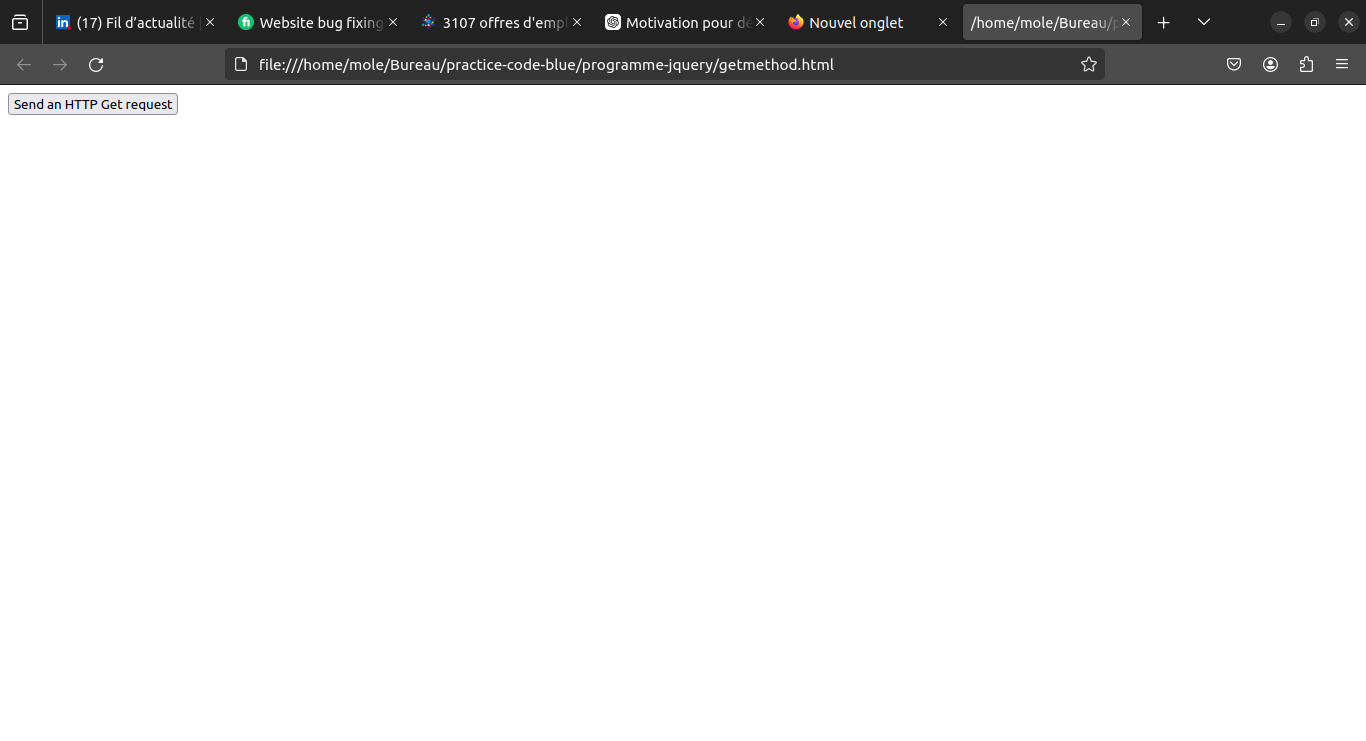 (17) Fil d’actualité
Website bug fixing
3107 offres d'empl
Motivation pour dé
Nouvel onglet
/home/mole/Bureau/p
file:///home/mole/Bureau/practice-code-blue/programme-jquery/getmethod.html
Send an HTTP Get request